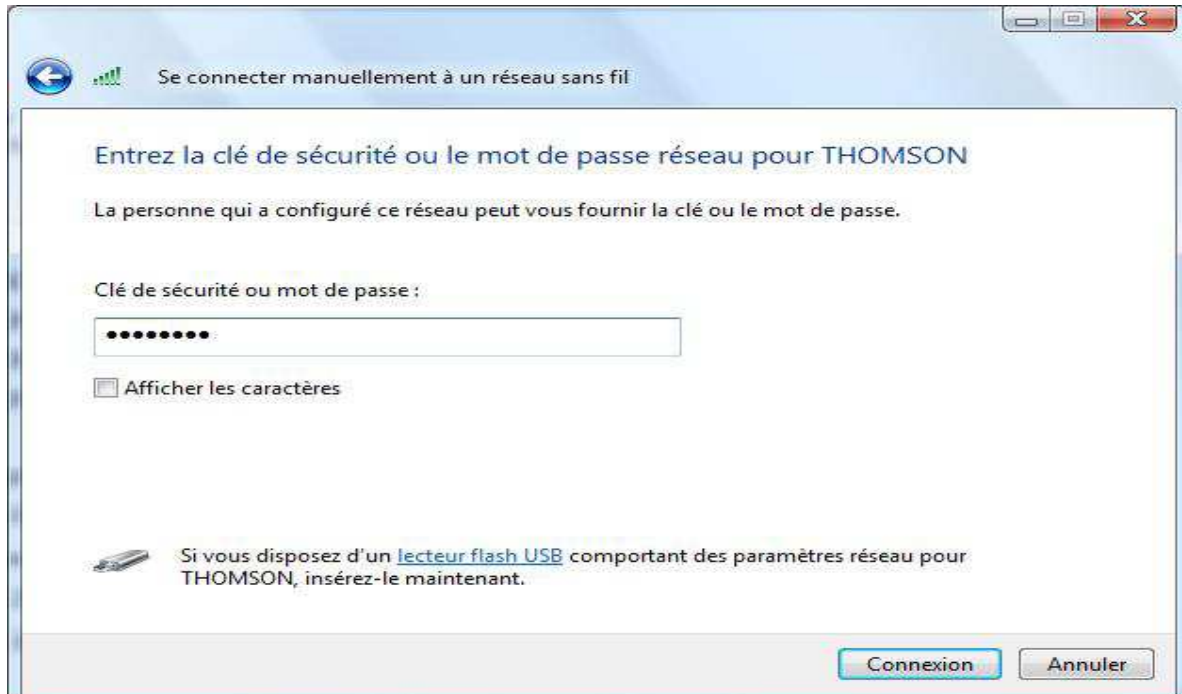 Se connecter manuellement à un réseau sans fil
Entrez la clé de sécurité ou le mot de passe réseau pour THOMSON
La personne qui a configuré ce réseau peut vous fournir la clé ou le mot de passe.
Clé de sécurité ou mot de passe :
••••••••
Afficher les caractères
Si vous disposez d'un lecteur flash USB comportant des paramètres réseau pour
THOMSON, insérez-le maintenant.
Connexion Annuler